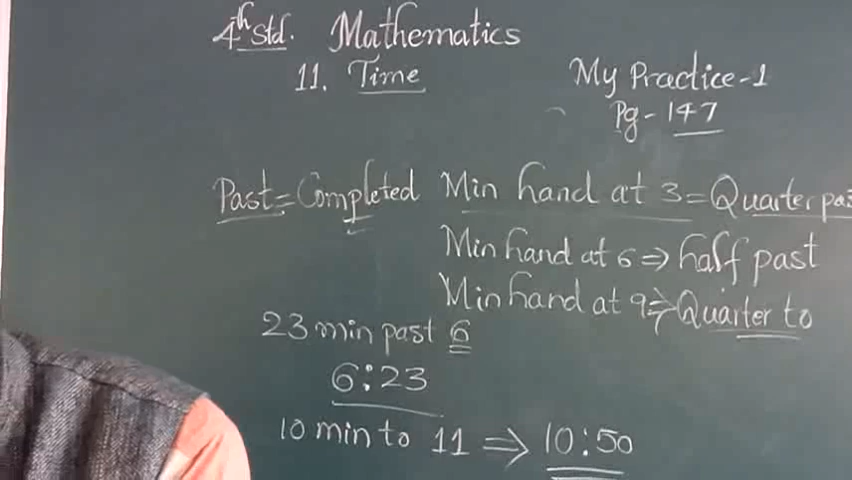 4th Std. Mathematics
11. Time
My Practice-1
Pg-147
Past=Completed
Min hand at 3=Quarter pas
Min hand at 6⇒half past
Min hand at 9⇒Quarter to
23 min past 6
6:23
10 min to 11⇒10:50